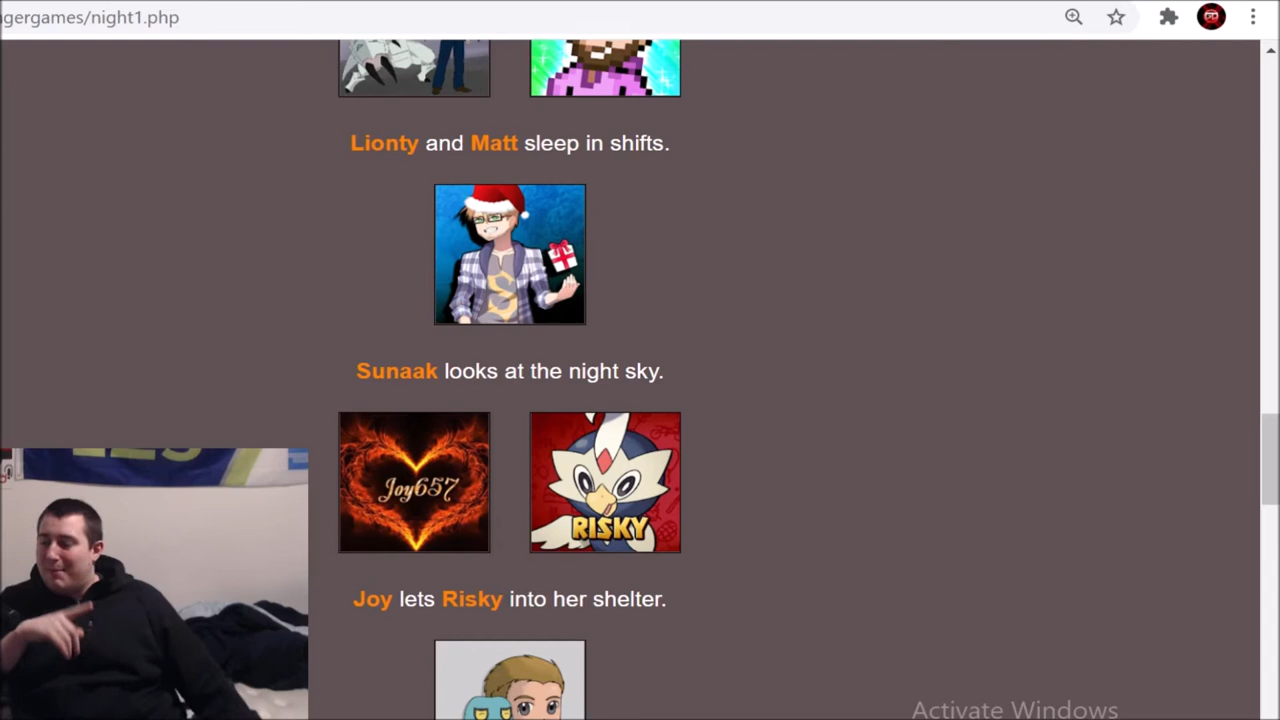 gergames/night1.php
Lionty and Matt sleep in shifts.
S
Sunaak looks at the night sky.
Joy657
RISKY
Joy lets Risky into her shelter.
Activate Windows